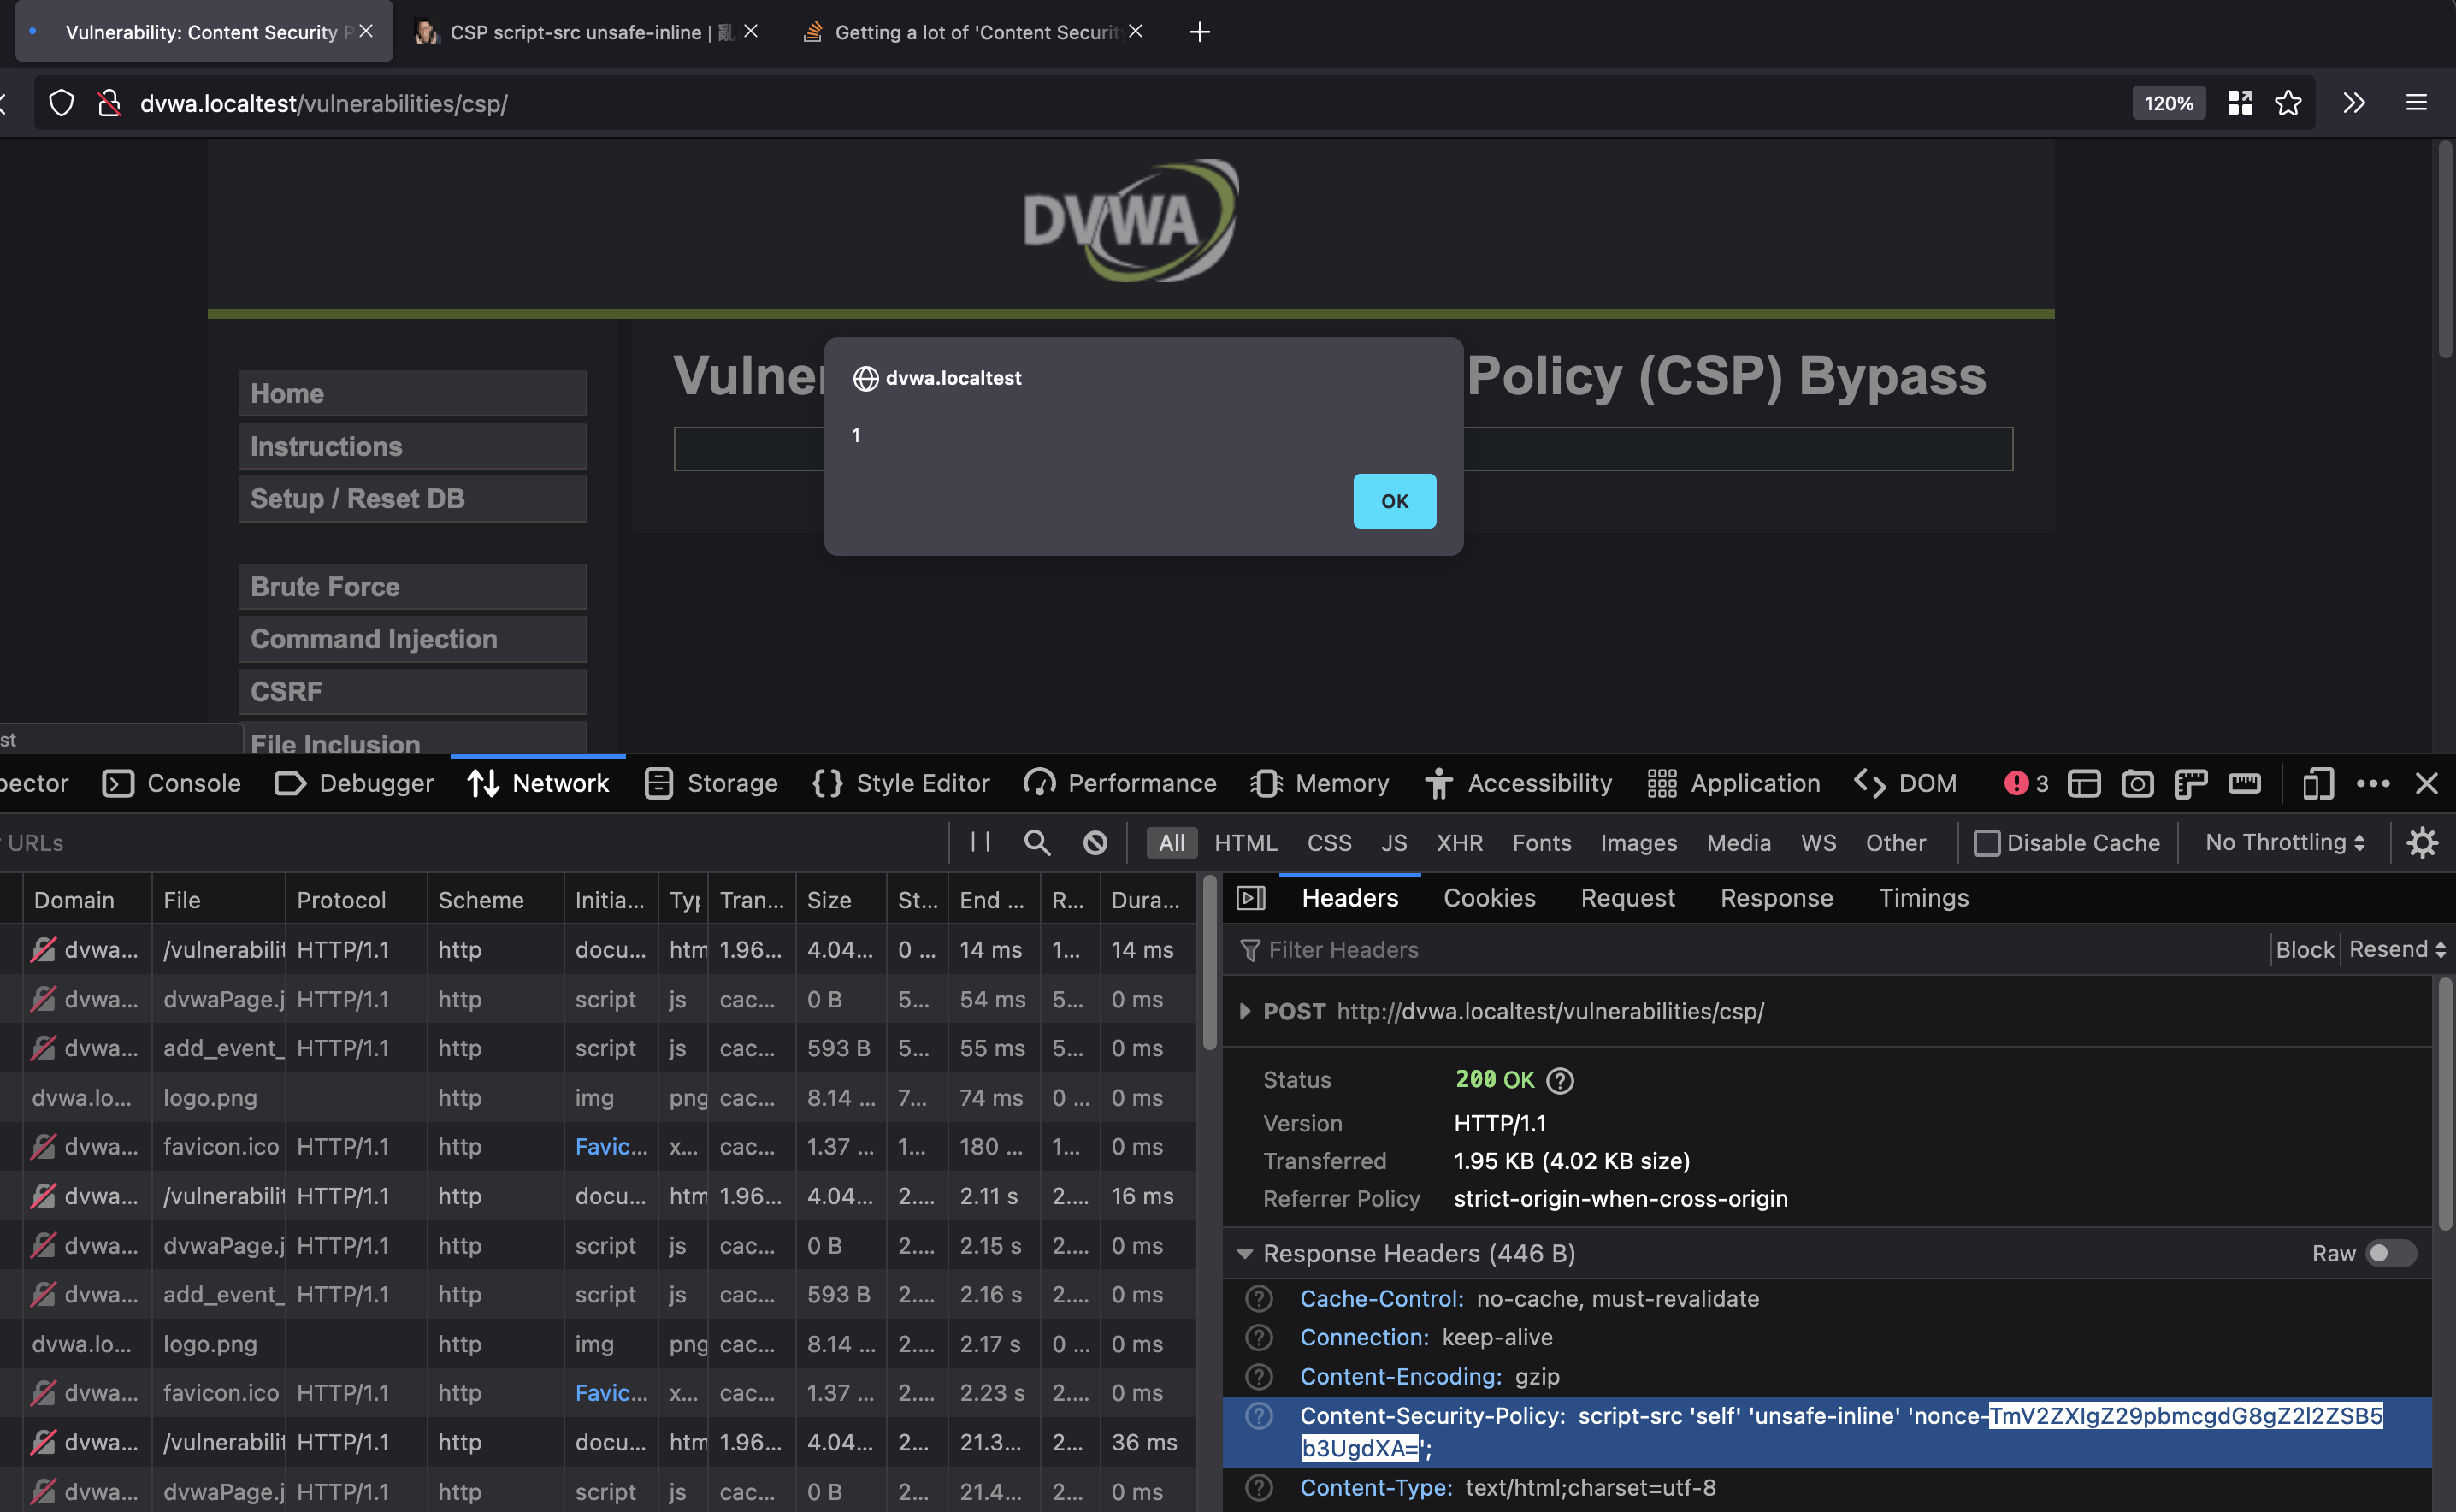 Vulnerability: Content Security P
CSP script-src unsafe-inline | 亂
Getting a lot of 'Content Securit
dvwa.localtest/vulnerabilities/csp/
120%
DVWA
Vulner
Policy (CSP) Bypass
dvwa.localtest
1
OK
Home
Instructions
Setup / Reset DB
Brute Force
Command Injection
CSRF
File Inclusion
st
pector
Console
Debugger
Network
Storage
Style Editor
Performance
Memory
Accessibility
Application
DOM
3
URLs
All
HTML
CSS
JS
XHR
Fonts
Images
Media
WS
Other
Disable Cache
No Throttling
Domain File Protocol Scheme Initia... Typ Tran... Size St... End ... R... Dura...
dvwa... /vulnerabilit HTTP/1.1 http docu... htm 1.96... 4.04... 0 ... 14 ms 1... 14 ms
dvwa... dvwaPage.j HTTP/1.1 http script js cac... 0 B 5... 54 ms 5... 0 ms
dvwa... add_event_ HTTP/1.1 http script js cac... 593 B 5... 55 ms 5... 0 ms
dvwa.lo... logo.png http img png cac... 8.14 ... 7... 74 ms 0 ... 0 ms
dvwa... favicon.ico HTTP/1.1 http Favic... x... cac... 1.37 ... 1... 180 ... 1... 0 ms
dvwa... /vulnerabilit HTTP/1.1 http docu... htm 1.96... 4.04... 2.... 2.11 s 2.... 16 ms
dvwa... dvwaPage.j HTTP/1.1 http script js cac... 0 B 2.... 2.15 s 2.... 0 ms
dvwa... add_event_ HTTP/1.1 http script js cac... 593 B 2.... 2.16 s 2.... 0 ms
dvwa.lo... logo.png http img png cac... 8.14 ... 2.... 2.17 s 0 ... 0 ms
dvwa... favicon.ico HTTP/1.1 http Favic... x... cac... 1.37 ... 2.... 2.23 s 2.... 0 ms
dvwa... /vulnerabilit HTTP/1.1 http docu... htm 1.96... 4.04... 2... 21.3... 2... 36 ms
dvwa... dvwaPage.j HTTP/1.1 http script js cac... 0 B 2... 21.4... 2... 0 ms
Headers
Cookies
Request
Response
Timings
Filter Headers
Block
Resend
POST http://dvwa.localtest/vulnerabilities/csp/
Status 200 OK
Version HTTP/1.1
Transferred 1.95 KB (4.02 KB size)
Referrer Policy strict-origin-when-cross-origin
Response Headers (446 B)
Raw
Cache-Control: no-cache, must-revalidate
Connection: keep-alive
Content-Encoding: gzip
Content-Security-Policy: script-src 'self' 'unsafe-inline' 'nonce-TmV2ZXIgZ29pbmcgdG8gZ2l2ZSB5
b3UgdXA=';
Content-Type: text/html;charset=utf-8